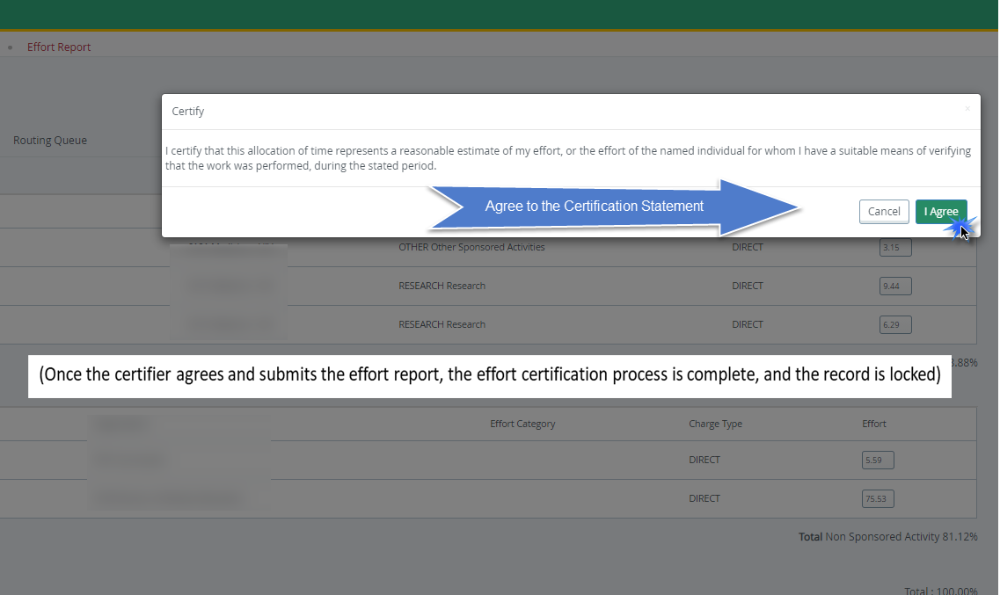 Effort Report
Certify
×
Routing Queue
I certify that this allocation of time represents a reasonable estimate of my effort, or the effort of the named individual for whom I have a suitable means of verifying
that the work was performed, during the stated period.
Agree to the Certification Statement
Cancel
I Agree
OTHER Other Sponsored Activities DIRECT 3.15
RESEARCH Research DIRECT 9.44
RESEARCH Research DIRECT 6.29
(Once the certifier agrees and submits the effort report, the effort certification process is complete, and the record is locked)
Effort Category Charge Type Effort
DIRECT 5.59
DIRECT 75.53
Total Non Sponsored Activity 81.12%
Total : 100.00%